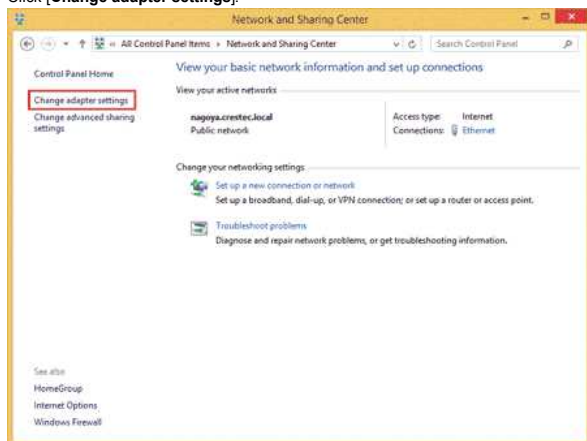 Click [Change adapter settings].
Network and Sharing Center
« All Control Panel Items ▸ Network and Sharing Center
Search Control Panel
Control Panel Home
Change adapter settings
Change advanced sharing
settings
View your basic network information and set up connections
View your active networks
nagoya.crestec.local
Public network
Access type: Internet
Connections: Ethernet
Change your networking settings
Set up a new connection or network
Set up a broadband, dial-up, or VPN connection; or set up a router or access point.
Troubleshoot problems
Diagnose and repair network problems, or get troubleshooting information.
See also
HomeGroup
Internet Options
Windows Firewall